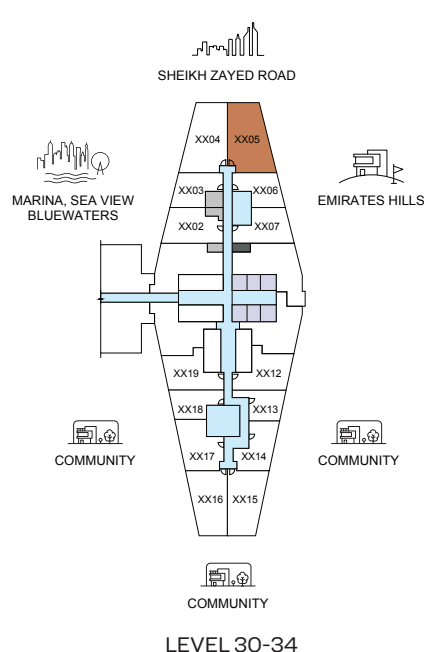 SHEIKH ZAYED ROAD
XX04
XX05
MARINA, SEA VIEW
BLUEWATERS
EMIRATES HILLS
XX03
XX06
XX02
XX07
XX19
XX12
XX18
XX13
COMMUNITY
COMMUNITY
XX17
XX14
XX16
XX15
COMMUNITY
LEVEL 30-34